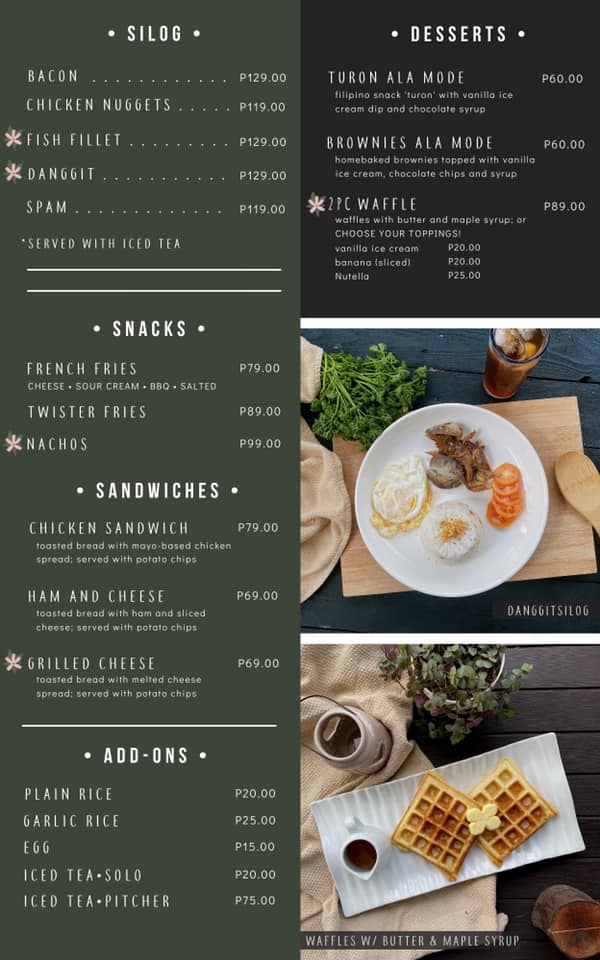 • SILOG •
BACON . . . . . . . . . . . . P129.00
CHICKEN NUGGETS . . . . . P119.00
FISH FILLET . . . . . . . . . P129.00
DANGGIT . . . . . . . . . . . P129.00
SPAM . . . . . . . . . . . . . P119.00
*SERVED WITH ICED TEA
• SNACKS •
FRENCH FRIES P79.00
CHEESE • SOUR CREAM • BBQ • SALTED
TWISTER FRIES P89.00
NACHOS P99.00
• SANDWICHES •
CHICKEN SANDWICH P79.00
toasted bread with mayo-based chicken
spread; served with potato chips
HAM AND CHEESE P69.00
toasted bread with ham and sliced
cheese; served with potato chips
GRILLED CHEESE P69.00
toasted bread with melted cheese
spread; served with potato chips
• ADD-ONS •
PLAIN RICE P20.00
GARLIC RICE P25.00
EGG P15.00
ICED TEA•SOLO P20.00
ICED TEA•PITCHER P75.00
• DESSERTS •
TURON ALA MODE P60.00
filipino snack 'turon' with vanilla ice
cream dip and chocolate syrup
BROWNIES ALA MODE P60.00
homebaked brownies topped with vanilla
ice cream, chocolate chips and syrup
2PC WAFFLE P89.00
waffles with butter and maple syrup; or
CHOOSE YOUR TOPPINGS!
vanilla ice cream P20.00
banana (sliced) P20.00
Nutella P25.00
DANGGITSILOG
WAFFLES W/ BUTTER & MAPLE SYRUP